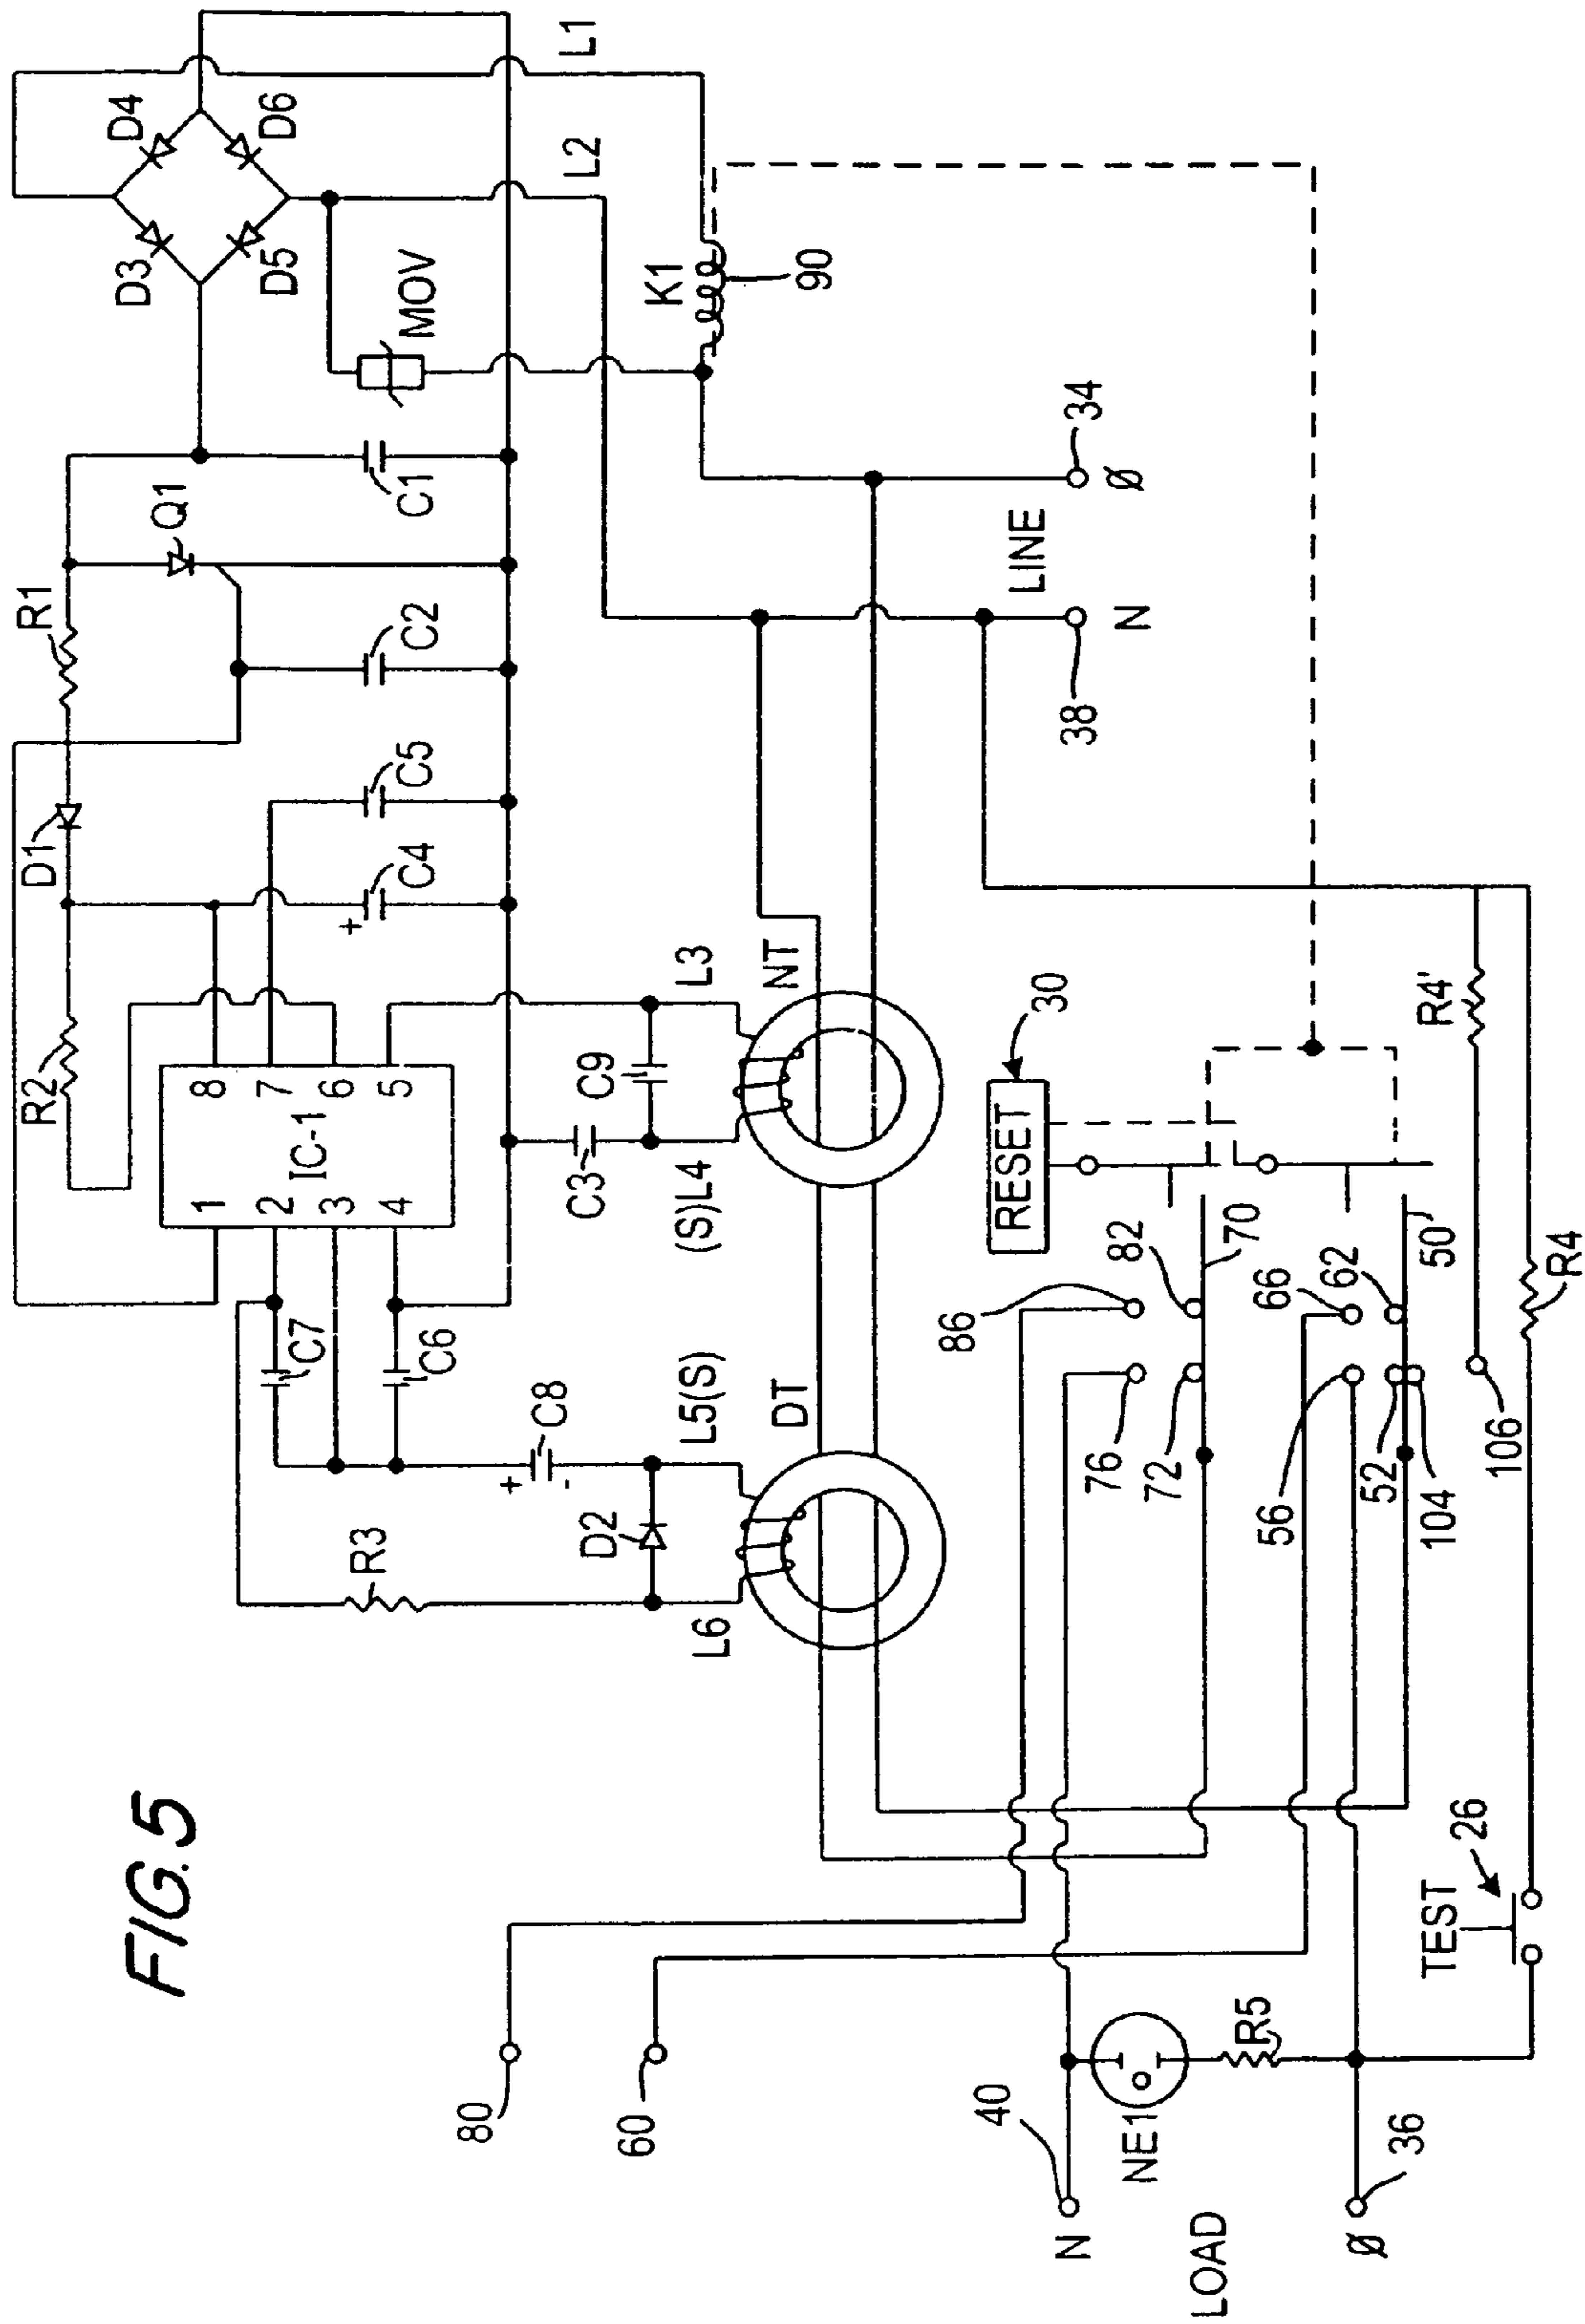 FIG. 5
L1
D4
D6
L2
D3
D5
MOV
K1
90
34
Ø
C1
Q1
LINE
R1
C2
N
38
D1
C5
C4
R2
8
7
6
5
IC-1
1
2
3
4
L3
NT
C9
C3
(S)L4
30
RESET
R4'
C7
C6
+
C8
-
+
L5(S)
DT
D2
R3
L6
86
82
70
66
62
50
76
72
56
52
104
106
R4
26
TEST
80
60
40
N
NE1
R5
LOAD
Ø
36